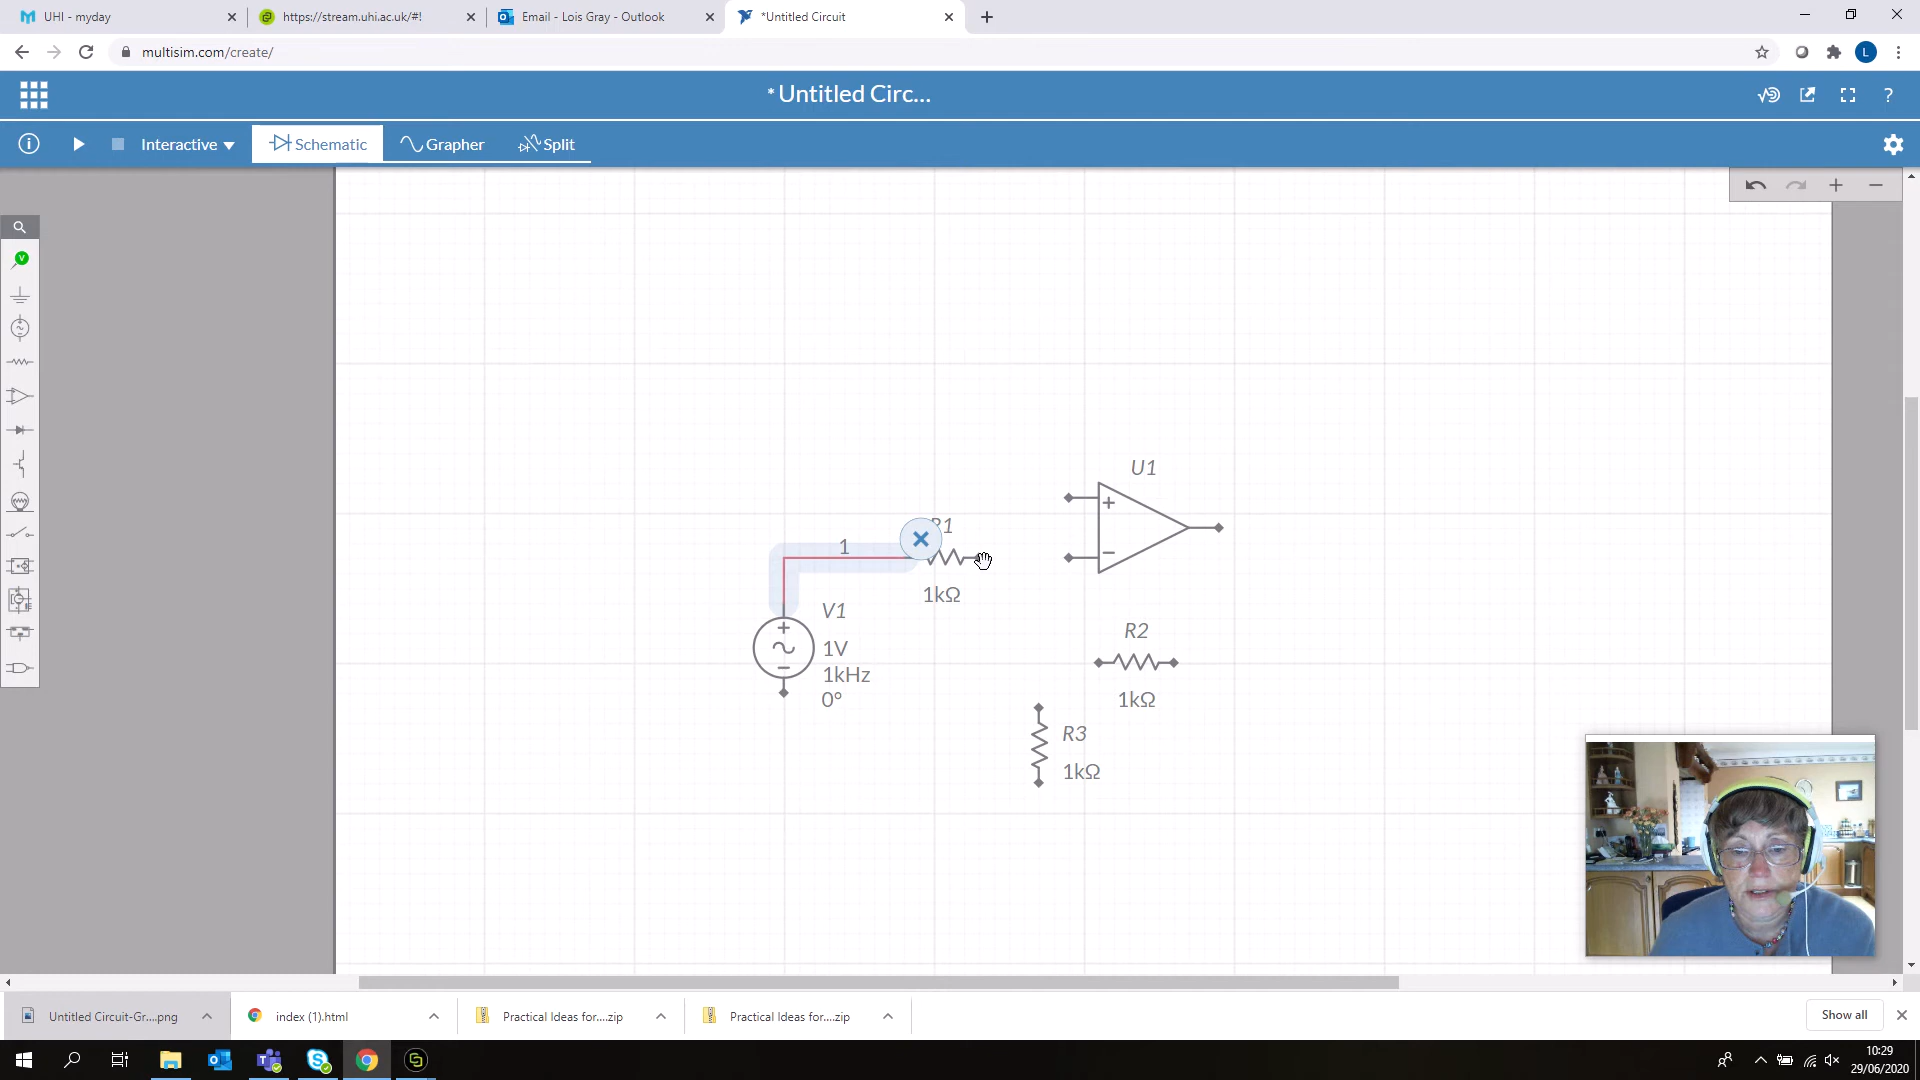 UHI - myday
https://stream.uhi.ac.uk/#!
Email - Lois Gray - Outlook
*Untitled Circuit
multisim.com/create/
L
*Untitled Circ...
?
Interactive
Schematic
Grapher
Split
V
U1
R1
1
1kΩ
V1
1V
1kHz
0°
R2
1kΩ
R3
1kΩ
Untitled Circuit-Gr....png
index (1).html
Practical Ideas for....zip
Practical Ideas for....zip
Show all
10:29
29/06/2020